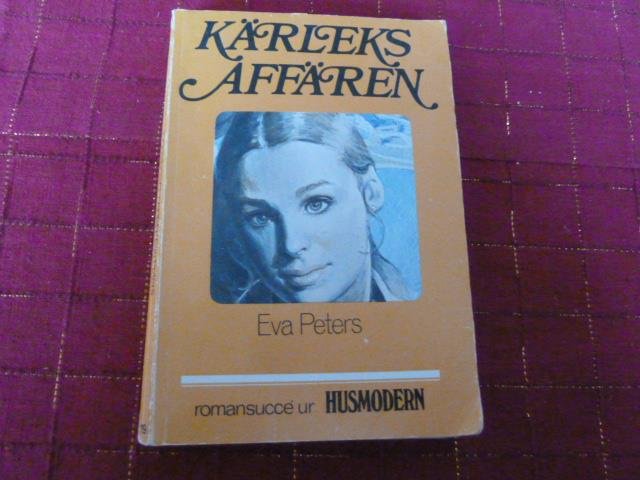 KÄRLEKS
AFFÄREN
Eva Peters
romansuccé ur HUSMODERN